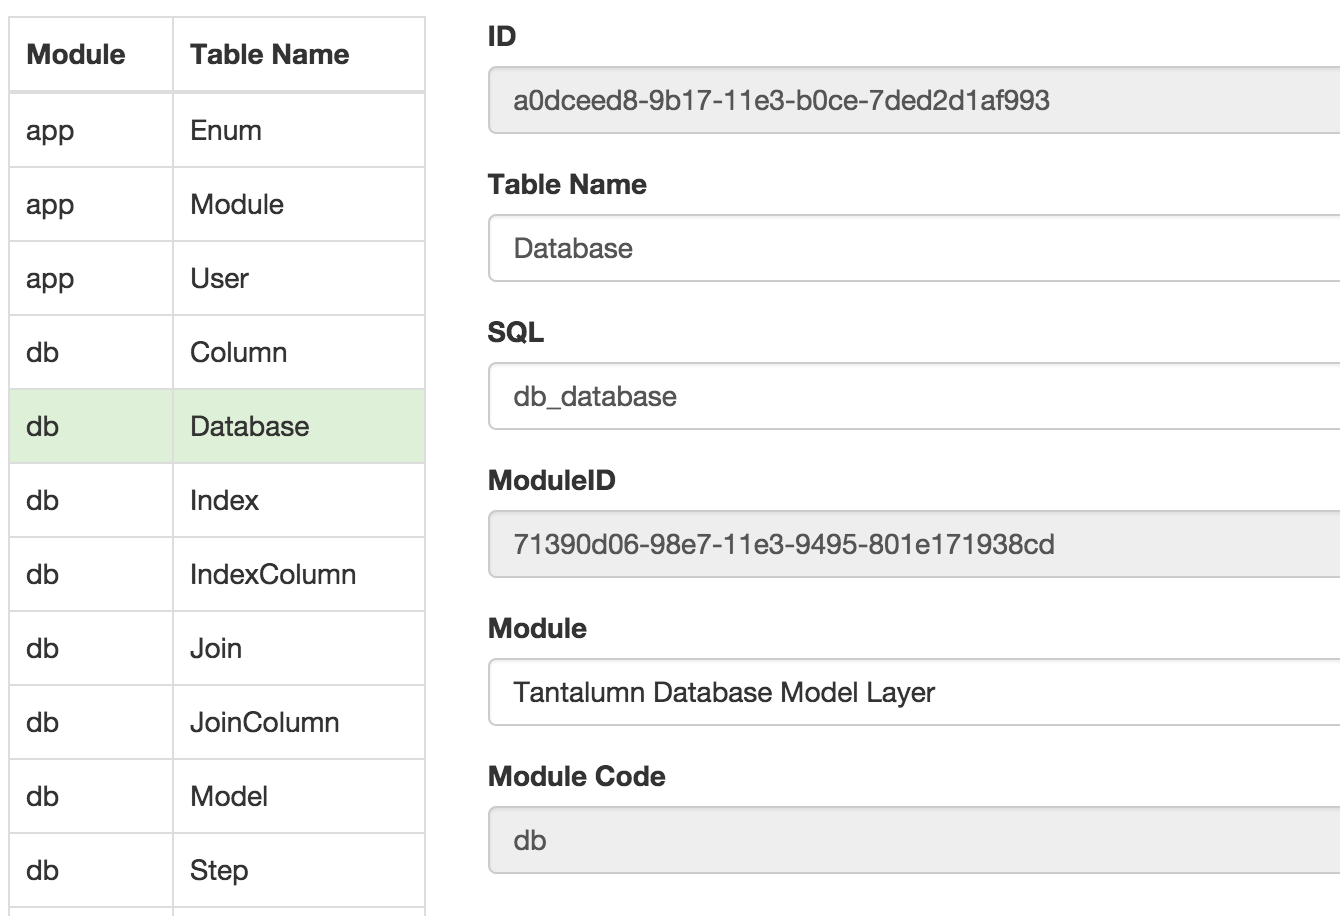 Module Table Name
app Enum
app Module
app User
db Column
db Database
db Index
db IndexColumn
db Join
db JoinColumn
db Model
db Step
ID
a0dceed8-9b17-11e3-b0ce-7ded2d1af993
Table Name
Database
SQL
db_database
ModuleID
71390d06-98e7-11e3-9495-801e171938cd
Module
Tantalumn Database Model Layer
Module Code
db